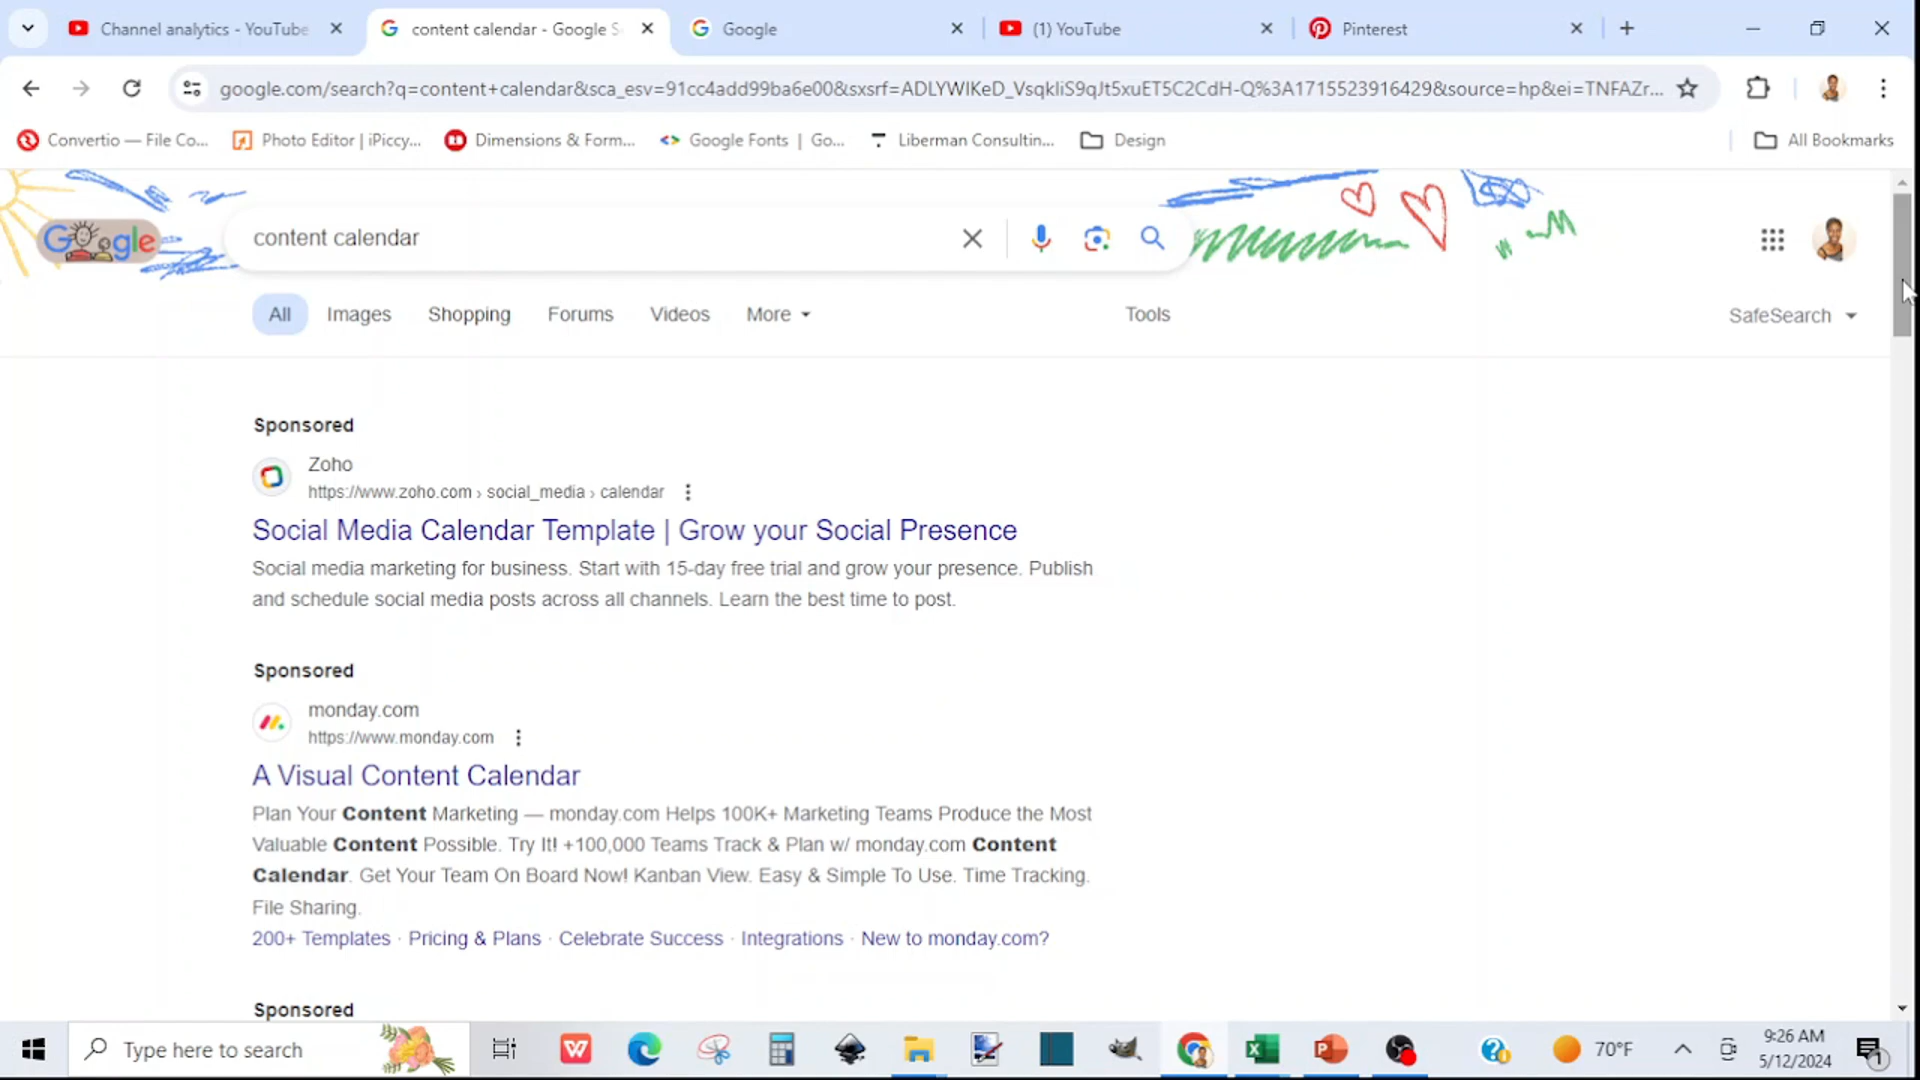 Channel analytics - YouTube
content calendar - Google S
Google
(1) YouTube
Pinterest
google.com/search?q=content+calendar&sca_esv=91cc4add99ba6e00&sxsrf=ADLYWIKeD_VsqkIiS9qJt5xuET5C2CdH-Q%3A1715523916429&source=hp&ei=TNFAZr...
Convertio — File Co...
Photo Editor | iPiccy...
Dimensions & Form...
Google Fonts | Go...
Liberman Consultin...
Design
All Bookmarks
Google
content calendar
All
Images
Shopping
Forums
Videos
More
Tools
SafeSearch
Sponsored
Zoho
https://www.zoho.com › social_media › calendar
Social Media Calendar Template | Grow your Social Presence
Social media marketing for business. Start with 15-day free trial and grow your presence. Publish
and schedule social media posts across all channels. Learn the best time to post.
Sponsored
monday.com
https://www.monday.com
A Visual Content Calendar
Plan Your Content Marketing — monday.com Helps 100K+ Marketing Teams Produce the Most
Valuable Content Possible. Try It! +100,000 Teams Track & Plan w/ monday.com Content
Calendar. Get Your Team On Board Now! Kanban View. Easy & Simple To Use. Time Tracking.
File Sharing.
200+ Templates · Pricing & Plans · Celebrate Success · Integrations · New to monday.com?
Sponsored
Type here to search
70°F
9:26 AM
5/12/2024
1